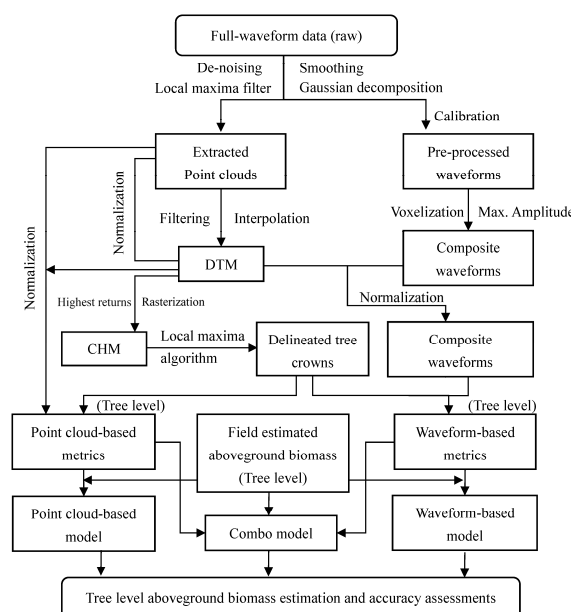 Full-waveform data (raw)
De-noising
Smoothing
Local maxima filter
Gaussian decomposition
Calibration
Extracted
Point clouds
Pre-processed
waveforms
Normalization
Normalization
Filtering
Interpolation
Voxelization
Max. Amplitude
DTM
Composite
waveforms
Highest returns
Rasterization
Normalization
CHM
Local maxima
algorithm
Delineated tree
crowns
Composite
waveforms
(Tree level)
(Tree level)
Point cloud-based
metrics
Field estimated
aboveground biomass
(Tree level)
Waveform-based
metrics
Point cloud-based
model
Combo model
Waveform-based
model
Tree level aboveground biomass estimation and accuracy assessments